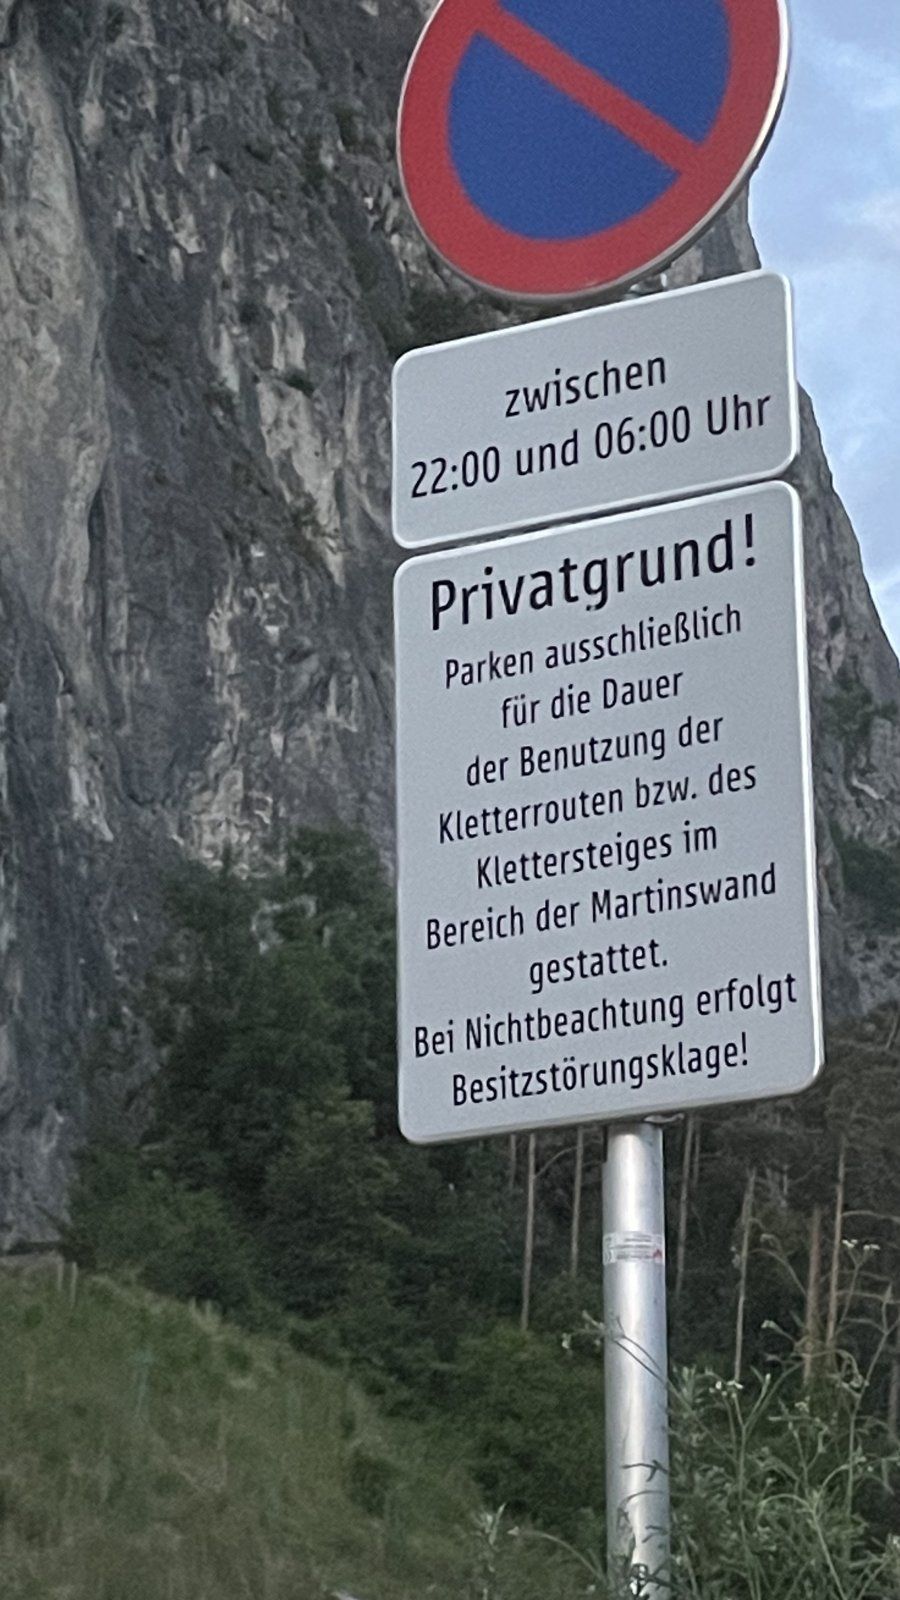 zwischen
22:00 und 06:00 Uhr
Privatgrund!
Parken ausschließlich
für die Dauer
der Benutzung der
Kletterrouten bzw. des
Klettersteiges im
Bereich der Martinswand
gestattet.
Bei Nichtbeachtung erfolgt
Besitzstörungsklage!